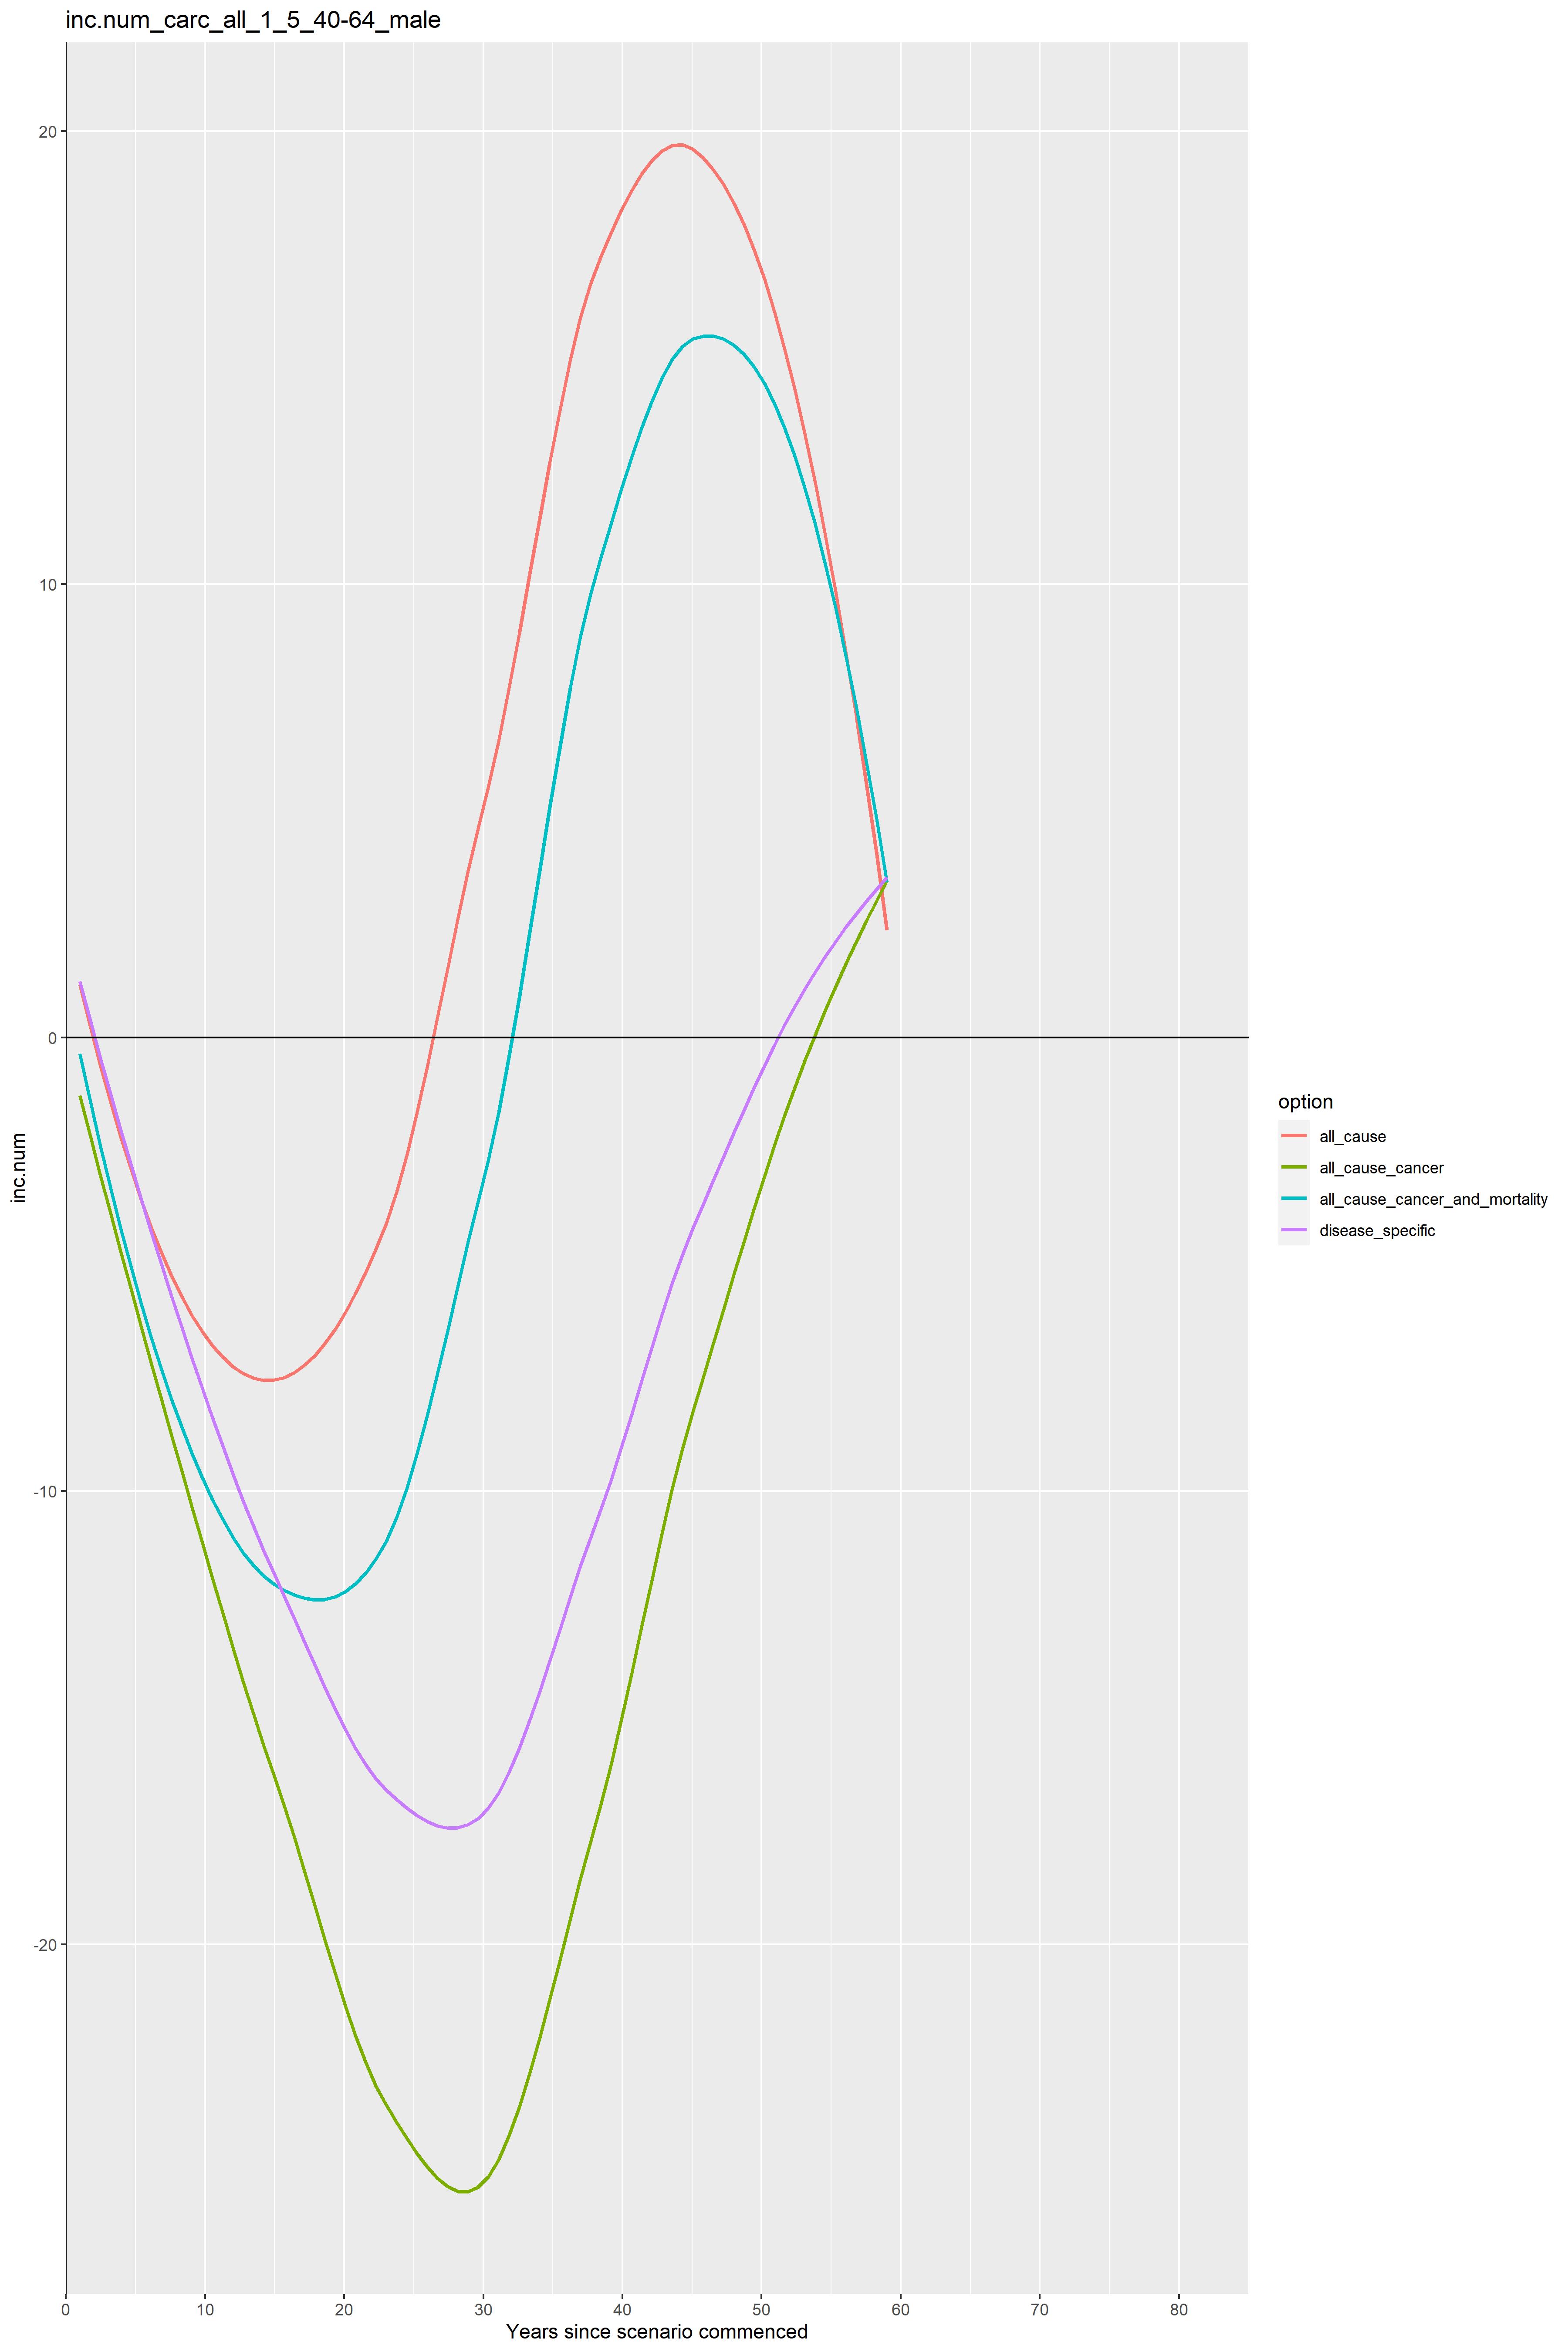 inc.num_carc_all_1_5_40-64_male
20
10
0
-10
-20
inc.num
0 10 20 30 40 50 60 70 80
Years since scenario commenced
option
all_cause
all_cause_cancer
all_cause_cancer_and_mortality
disease_specific